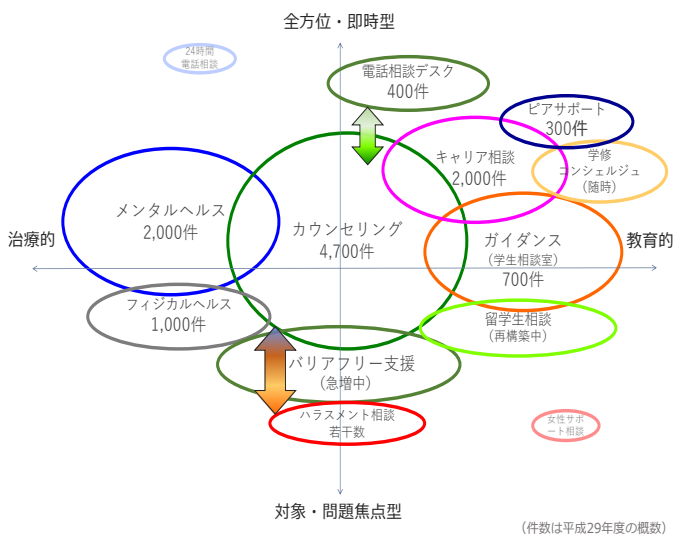 全方位・即時型
24時間
電話相談
電話相談デスク
400件
ピアサポート
300件
学修
コンシェルジュ
（随時）
キャリア相談
2,000件
メンタルヘルス
2,000件
カウンセリング
4,700件
ガイダンス
（学生相談室）
700件
治療的
教育的
フィジカルヘルス
1,000件
留学生相談
（再構築中）
バリアフリー支援
（急増中）
ハラスメント相談
若干数
女性サポ
ート相談
対象・問題焦点型
（件数は平成29年度の概数）